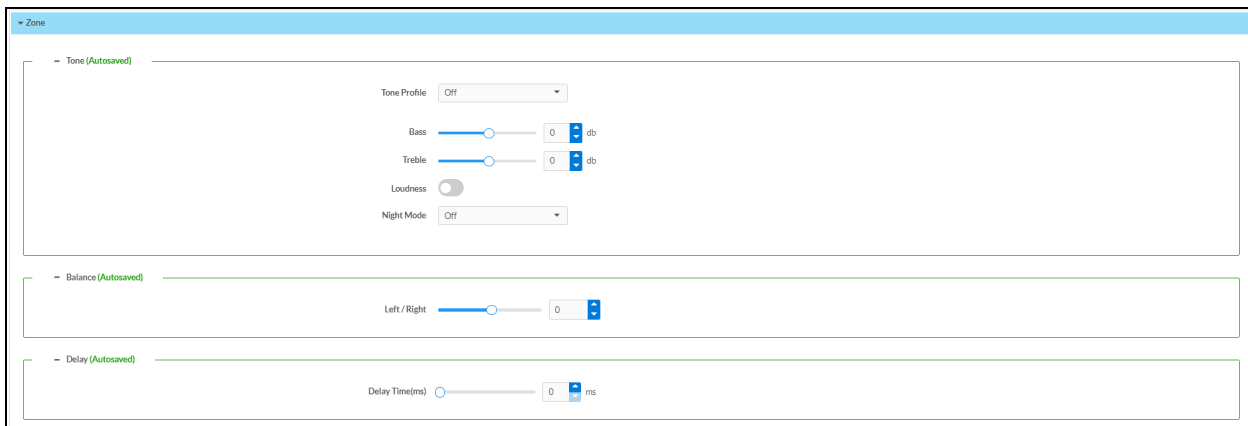 Zone
Tone (Autosaved)
Tone Profile Off
Bass 0 db
Treble 0 db
Loudness
Night Mode Off
Balance (Autosaved)
Left / Right 0
Delay (Autosaved)
Delay Time(ms) 0 ms